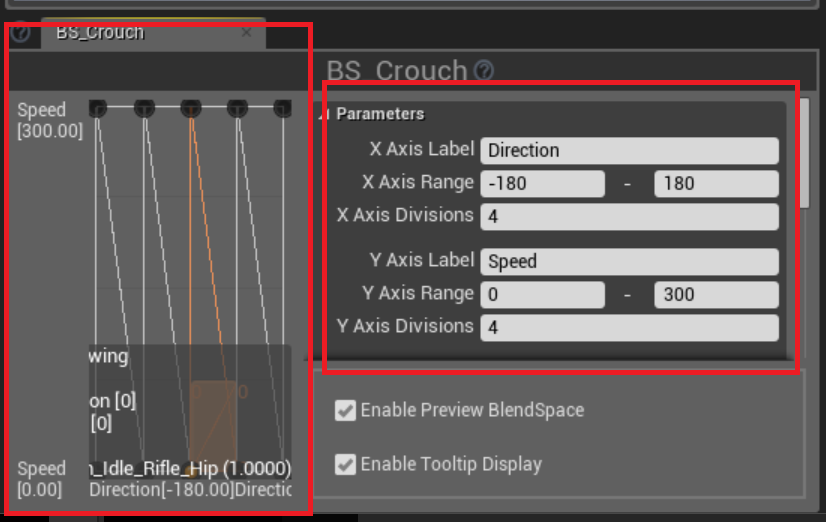 BS_Crouch
BS_Crouch
Speed
[300.00]
Parameters
X Axis Label Direction
X Axis Range -180 - 180
X Axis Divisions 4
Y Axis Label Speed
Y Axis Range 0 - 300
Y Axis Divisions 4
wing
on [0]
[0]
_Idle_Rifle_Hip (1.0000)
Speed
[0.00]
Direction[-180.00]Directic
Enable Preview BlendSpace
Enable Tooltip Display